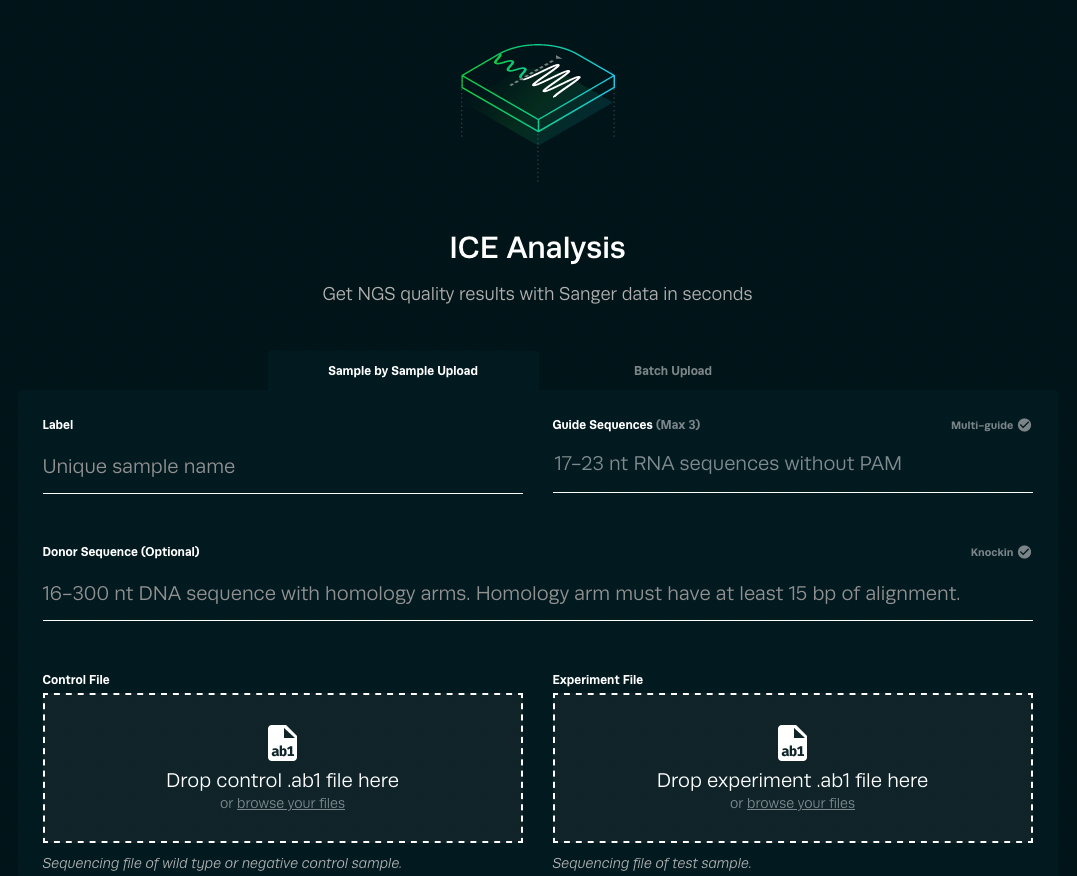 ICE Analysis
Get NGS quality results with Sanger data in seconds
Sample by Sample Upload
Batch Upload
Label
Unique sample name
Guide Sequences (Max 3)
Multi-guide
17-23 nt RNA sequences without PAM
Donor Sequence (Optional)
Knockin
16-300 nt DNA sequence with homology arms. Homology arm must have at least 15 bp of alignment.
Control File
ab1
Drop control .ab1 file here
or browse your files
Sequencing file of wild type or negative control sample.
Experiment File
ab1
Drop experiment .ab1 file here
or browse your files
Sequencing file of test sample.